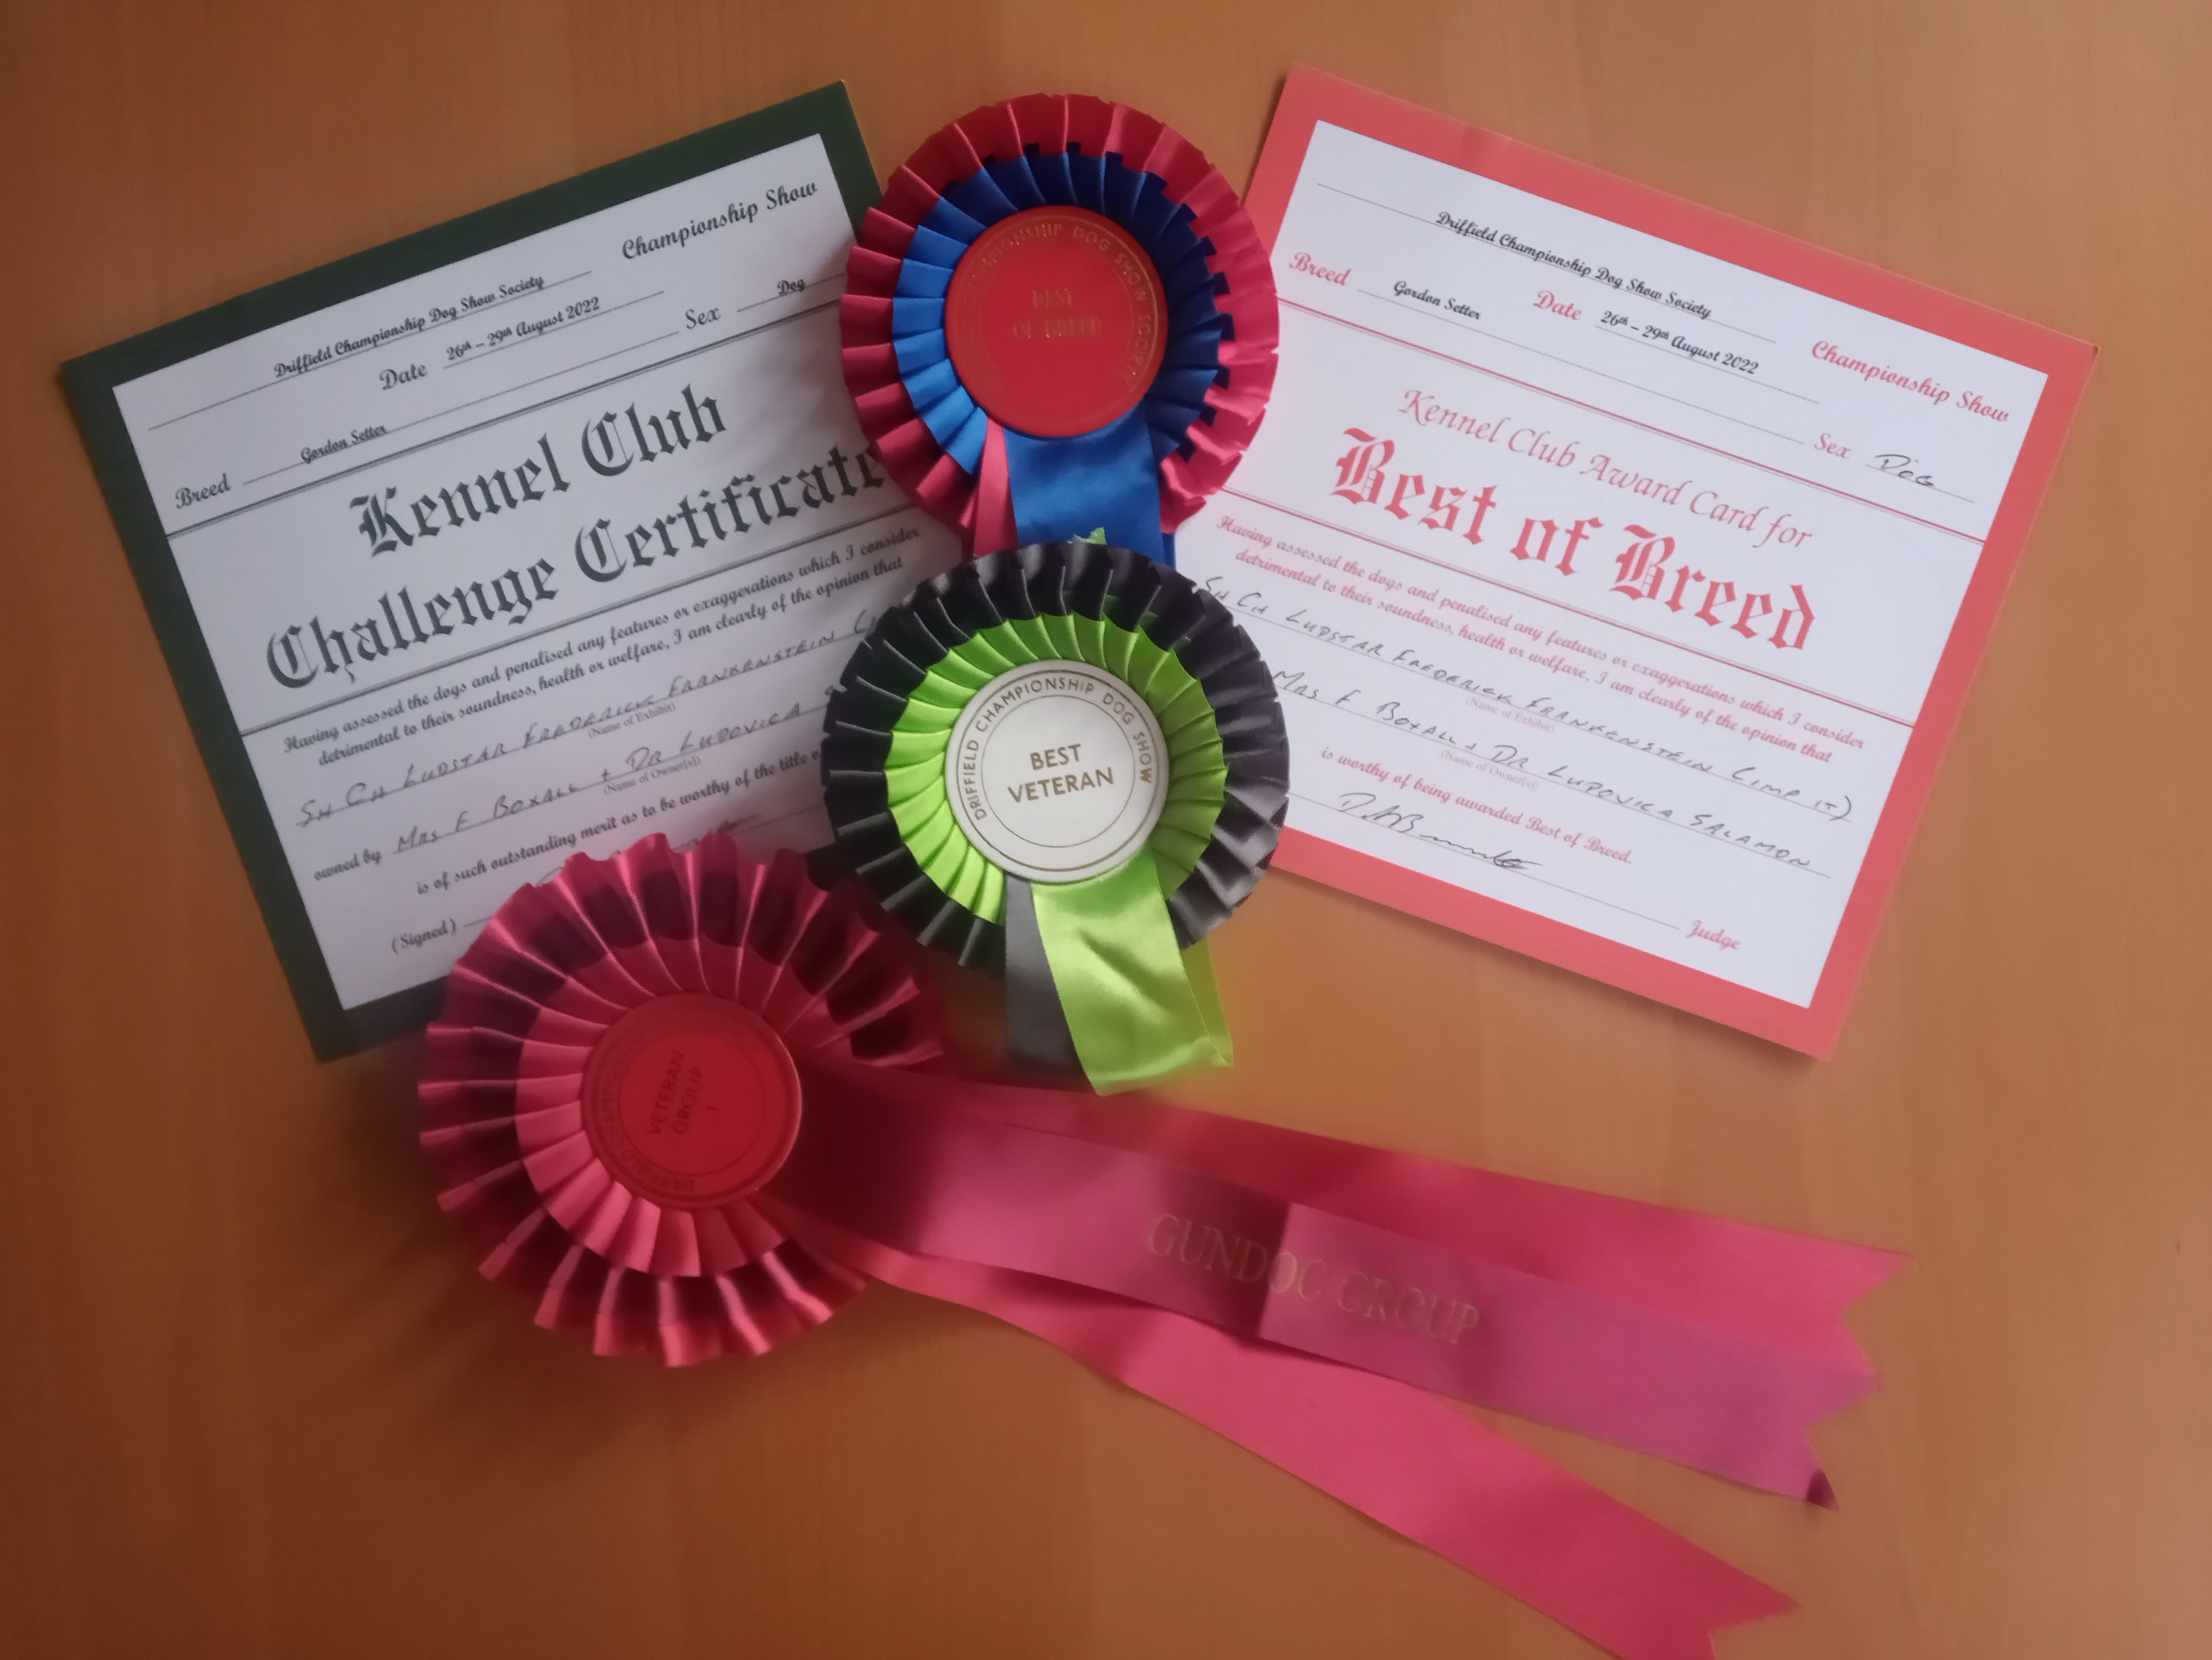 Driffield Championship Dog Show Society
Championship Show
Date 26th – 29th August 2022
Sex Dog
Breed Gordon Setter
Kennel Club
Challenge Certificate
Having assessed the dogs and penalised any features or exaggerations which I consider
detrimental to their soundness, health or welfare, I am clearly of the opinion that
SH CH LUDSTAR FREDERICK FRANKENSTEIN
(Name of Exhibit)
owned by MRS F BOXALL + DR LUDOVICA
(Name of Owner[s])
is of such outstanding merit as to be worthy of the title
(Signed)
CHAMPIONSHIP DOG SHOW SOCIETY
BEST
OF BREED
DRIFFIELD CHAMPIONSHIP DOG SHOW
BEST
VETERAN
DRIFFIELD
VETERAN
GROUP
1
GUNDOG GROUP
Driffield Championship Dog Show Society
Championship Show
Breed Gordon Setter
Date 26th – 29th August 2022
Sex DOG
Kennel Club Award Card for
Best of Breed
Having assessed the dogs and penalised any features or exaggerations which I consider
detrimental to their soundness, health or welfare, I am clearly of the opinion that
SH CH LUDSTAR FREDERICK FRANKENSTEIN (IMP IT)
(Name of Exhibit)
MRS F BOXALL + DR LUDOVICA SALAMON
(Name of Owner[s])
is worthy of being awarded Best of Breed
Judge